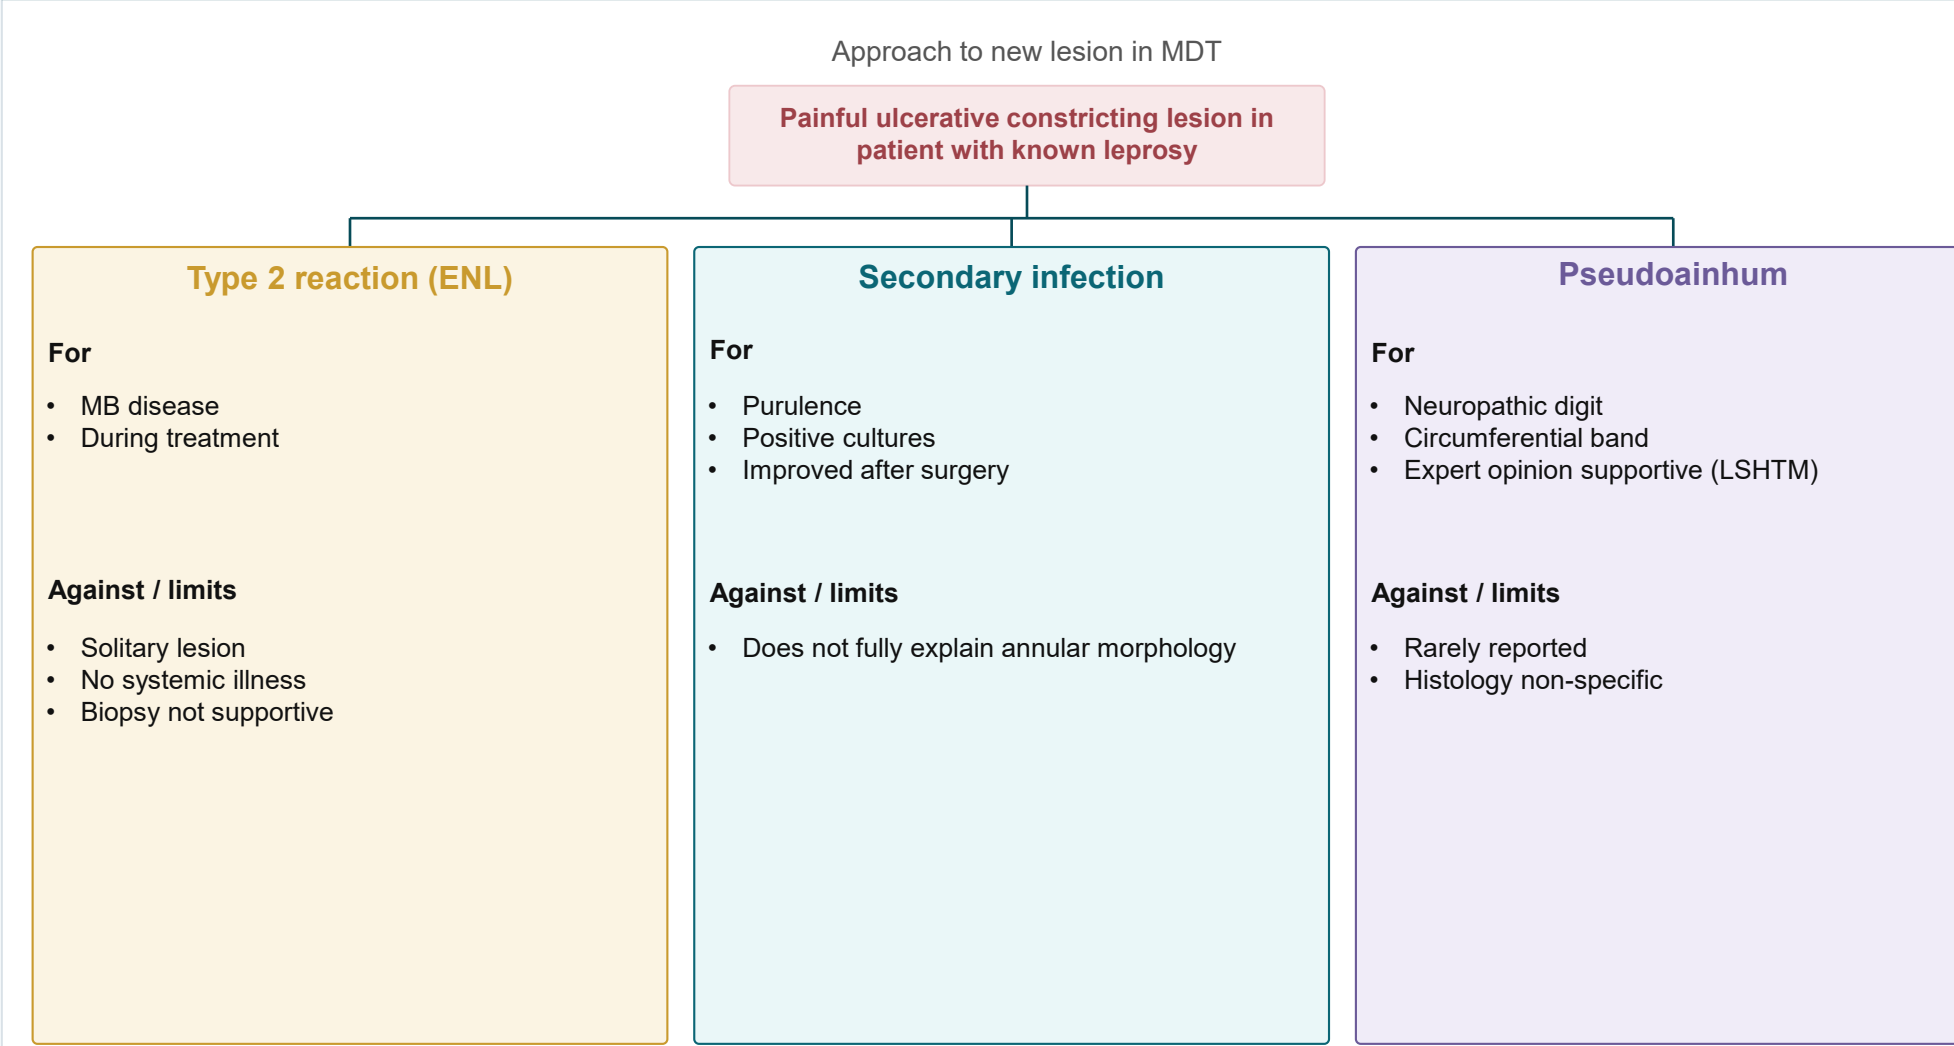 Approach to new lesion in MDT
Painful ulcerative constricting lesion in
patient with known leprosy
Type 2 reaction (ENL)
For
• MB disease
• During treatment
Against / limits
• Solitary lesion
• No systemic illness
• Biopsy not supportive
Secondary infection
For
• Purulence
• Positive cultures
• Improved after surgery
Against / limits
• Does not fully explain annular morphology
Pseudoainhum
For
• Neuropathic digit
• Circumferential band
• Expert opinion supportive (LSHTM)
Against / limits
• Rarely reported
• Histology non-specific